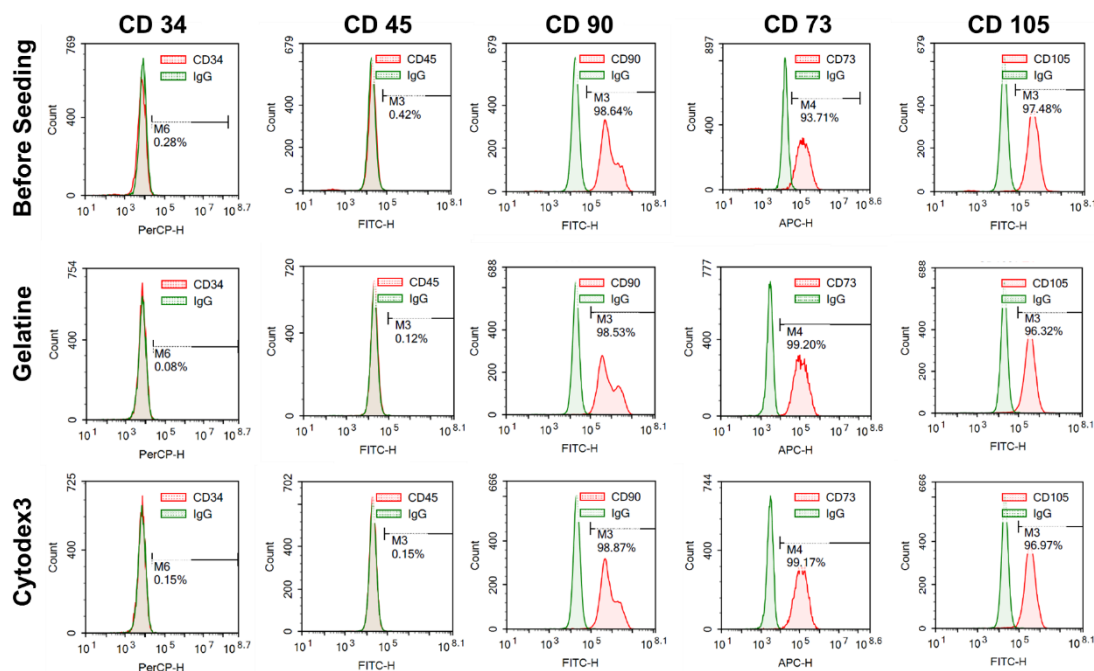 CD 34 CD 45 CD 90 CD 73 CD 105
Before Seeding
769
400
200
0
Count
CD34
IgG
M6
0.28%
10^1 10^3 10^5 10^7 10^8.7
PerCP-H
679
400
200
0
Count
CD45
IgG
M3
0.42%
10^1 10^3 10^5 10^8.1
FITC-H
679
400
200
0
Count
CD90
IgG
M3
98.64%
10^1 10^3 10^5 10^8.1
FITC-H
897
400
0
Count
CD73
IgG
M4
93.71%
10^1 10^2 10^3 10^4 10^5 10^6 10^8.6
APC-H
679
400
200
0
Count
CD105
IgG
M3
97.48%
10^1 10^3 10^5 10^8.1
FITC-H
Gelatine
754
400
200
0
Count
CD34
IgG
M6
0.08%
10^1 10^3 10^5 10^7 10^8.7
PerCP-H
720
400
0
Count
CD45
IgG
M3
0.12%
10^1 10^3 10^5 10^8.1
FITC-H
688
400
200
0
Count
CD90
IgG
M3
98.53%
10^1 10^3 10^5 10^8.1
FITC-H
777
400
0
Count
CD73
IgG
M4
99.20%
10^1 10^3 10^5 10^7 10^8.6
APC-H
688
400
200
0
Count
CD105
IgG
M3
96.32%
10^1 10^3 10^5 10^8.1
FITC-H
Cytodex3
725
400
0
Count
CD34
IgG
M6
0.15%
10^1 10^3 10^5 10^7 10^8.7
PerCP-H
702
400
200
0
Count
CD45
IgG
M3
0.15%
10^1 10^3 10^5 10^8.1
FITC-H
666
400
200
0
Count
CD90
IgG
M3
98.87%
10^1 10^3 10^5 10^8.1
FITC-H
744
400
0
Count
CD73
IgG
M4
99.17%
10^1 10^3 10^5 10^7 10^8.6
APC-H
666
400
200
0
Count
CD105
IgG
M3
96.97%
10^1 10^3 10^5 10^8.1
FITC-H